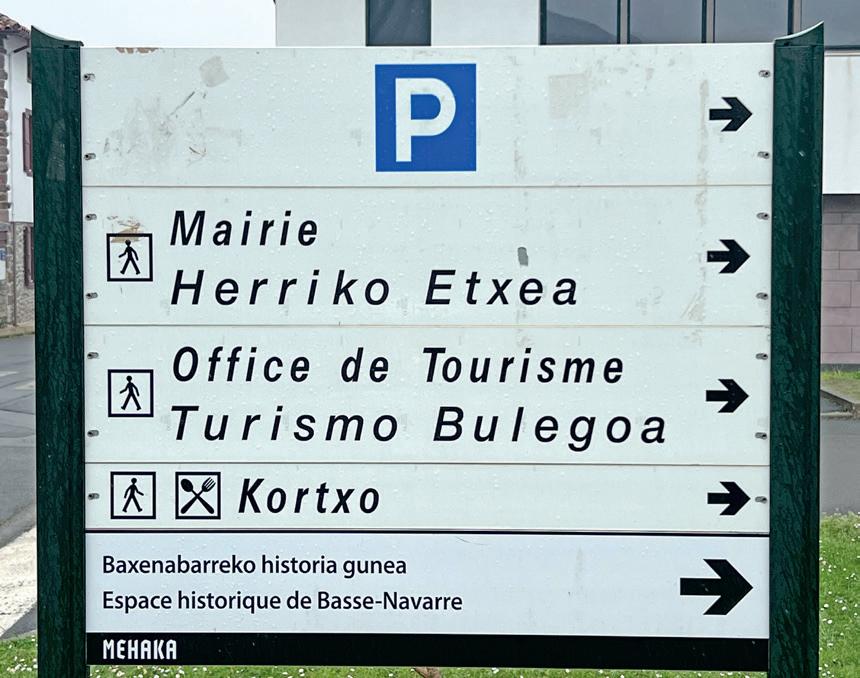 P
Mairie
Herriko Etxea
Office de Tourisme
Turismo Bulegoa
Kortxo
Baxenabarreko historia gunea
Espace historique de Basse-Navarre
MEHAKA